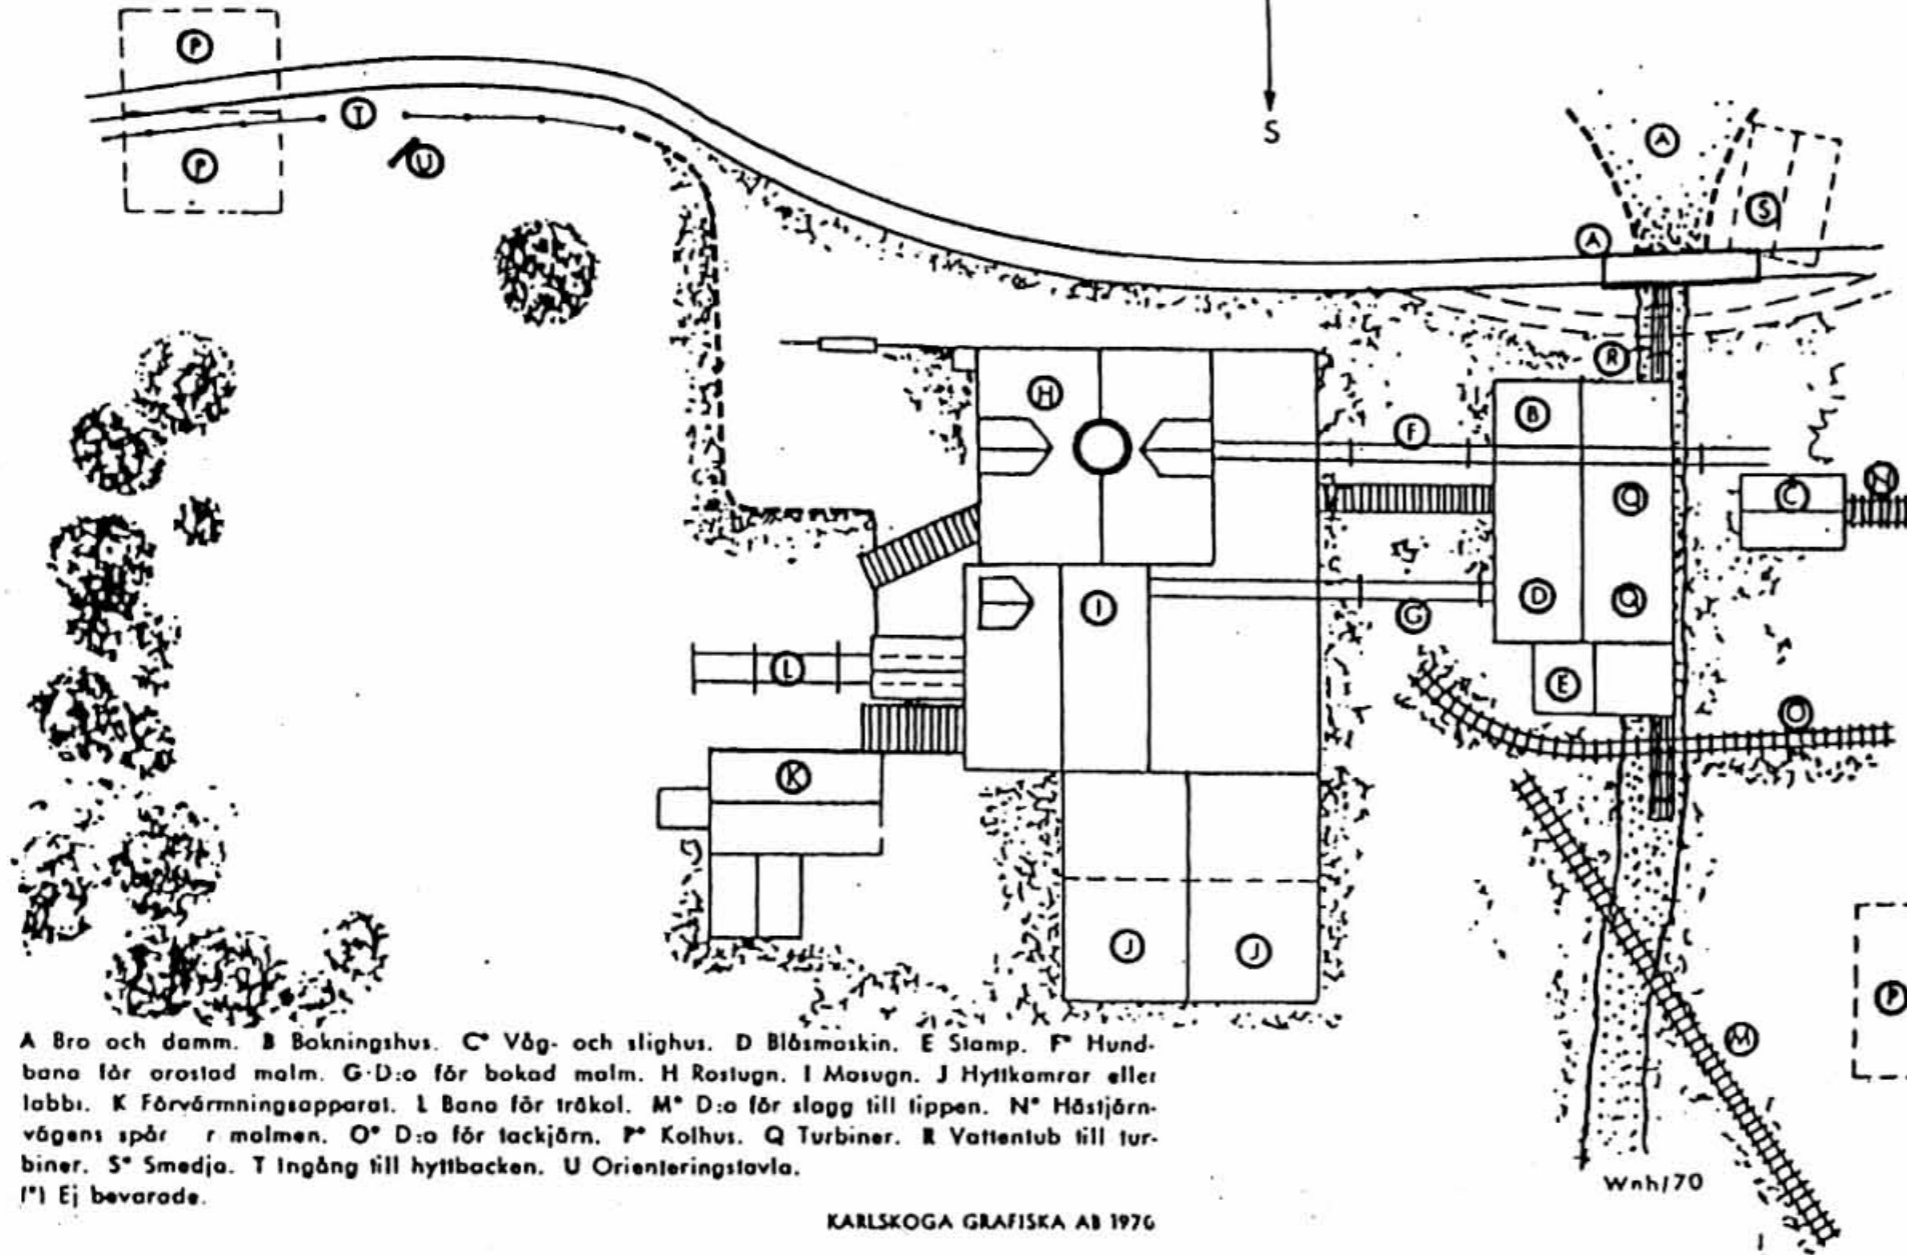 P
T
P
U
S
A
S
A
R
H
B
F
Q
C
N
I
D
Q
G
L
E
O
K
J
J
P
M
A Bro och damm. B Bokningshus. C* Våg- och slighus. D Blåsmaskin. E Stamp. F* Hund-
bana för orostad malm. G D:o för bokad malm. H Rostugn. I Masugn. J Hyttkamrar eller
labbi. K Förvärmningsapparat. L Bana för träkol. M* D:o för slagg till tippen. N* Hästjärn-
vägens spår r malmen. O* D:o för tackjärn. P* Kolhus. Q Turbiner. R Vattentub till tur-
biner. S* Smedja. T Ingång till hyttbacken. U Orienteringstavla.
(*) Ej bevarade.
Wnh/70
KARLSKOGA GRAFISKA AB 1970